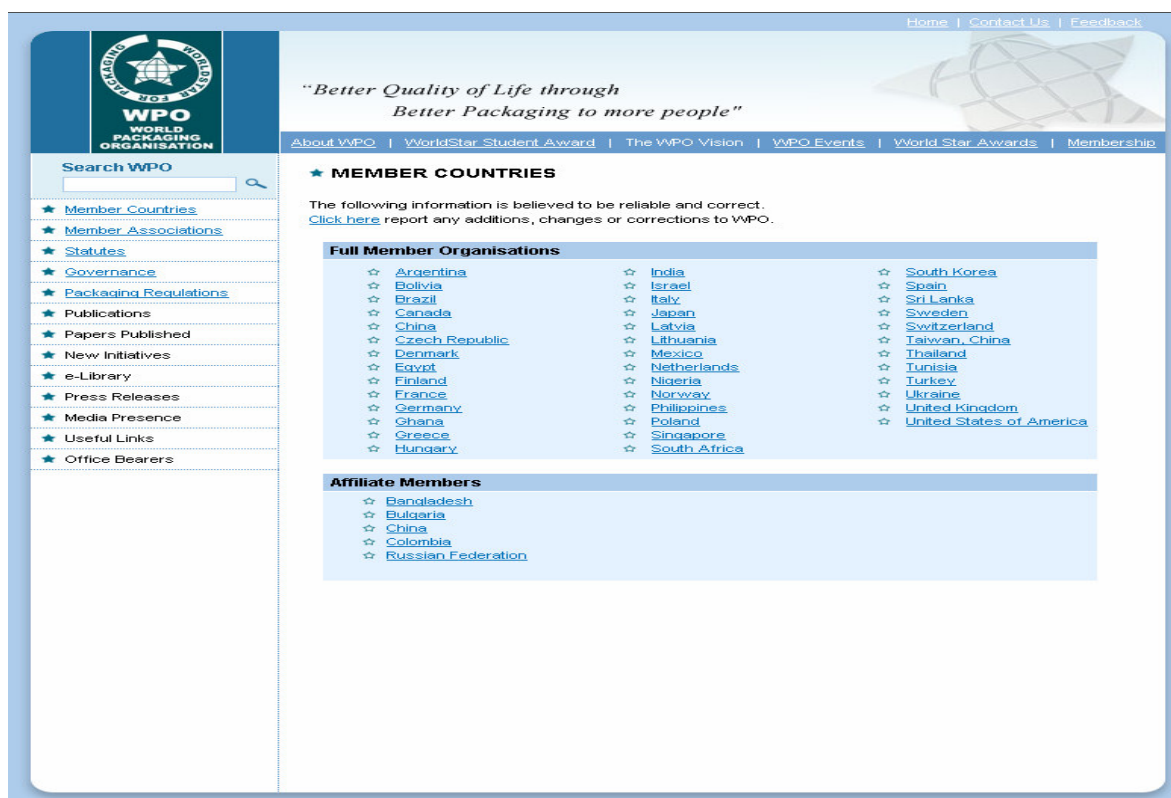 Home | Contact Us | Feedback
WORLDSTAR FOR PACKAGING
WPO
WORLD
PACKAGING
ORGANISATION
"Better Quality of Life through
Better Packaging to more people"
About WPO | WorldStar Student Award | The WPO Vision | WPO Events | World Star Awards | Membership
Search WPO
Member Countries
Member Associations
Statutes
Governance
Packaging Regulations
Publications
Papers Published
New Initiatives
e-Library
Press Releases
Media Presence
Useful Links
Office Bearers
MEMBER COUNTRIES
The following information is believed to be reliable and correct.
Click here report any additions, changes or corrections to WPO.
Full Member Organisations
Argentina
Bolivia
Brazil
Canada
China
Czech Republic
Denmark
Egypt
Finland
France
Germany
Ghana
Greece
Hungary
India
Israel
Italy
Japan
Latvia
Lithuania
Mexico
Netherlands
Nigeria
Norway
Philippines
Poland
Singapore
South Africa
South Korea
Spain
Sri Lanka
Sweden
Switzerland
Taiwan, China
Thailand
Tunisia
Turkey
Ukraine
United Kingdom
United States of America
Affiliate Members
Bangladesh
Bulgaria
China
Colombia
Russian Federation